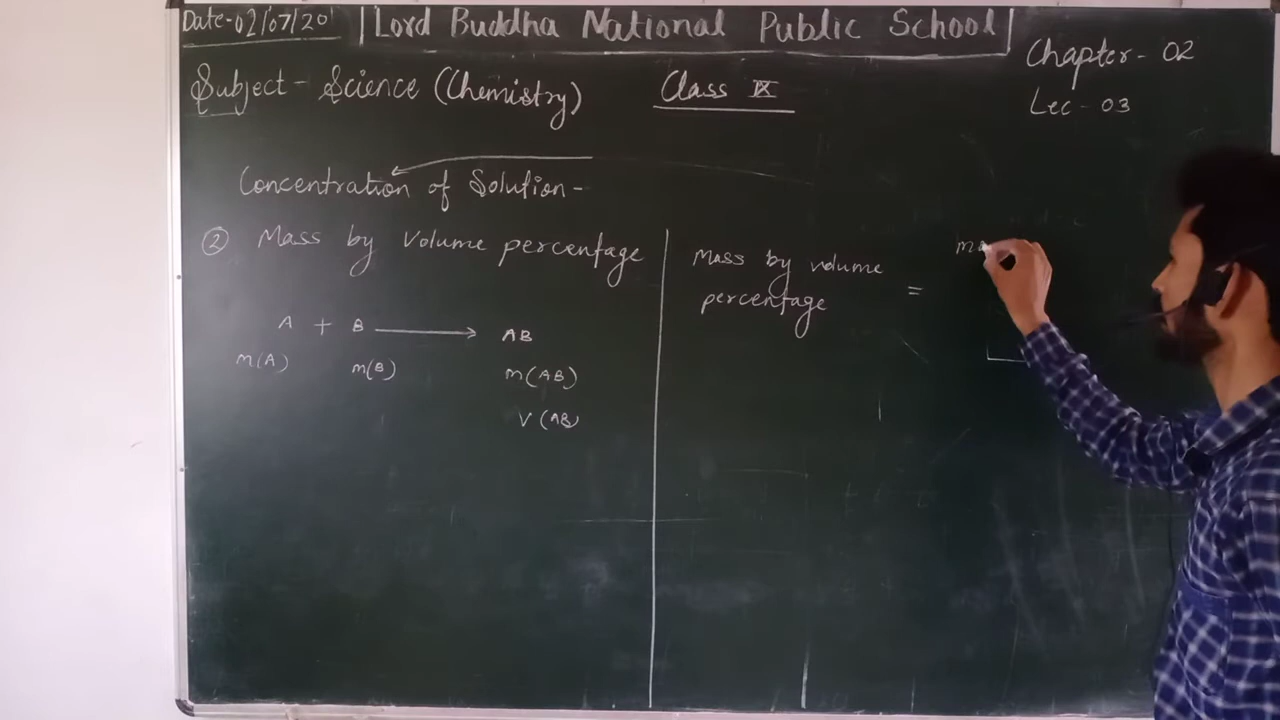 Date-02/07/20
Lord Buddha National Public School
Subject - Science (Chemistry)
Class IX
Chapter - 02
Lec - 03
Concentration of Solution -
② Mass by Volume percentage
A + B ⟶ AB
m(A) m(B) m(AB)
V(AB)
Mass by volume
percentage =
ma